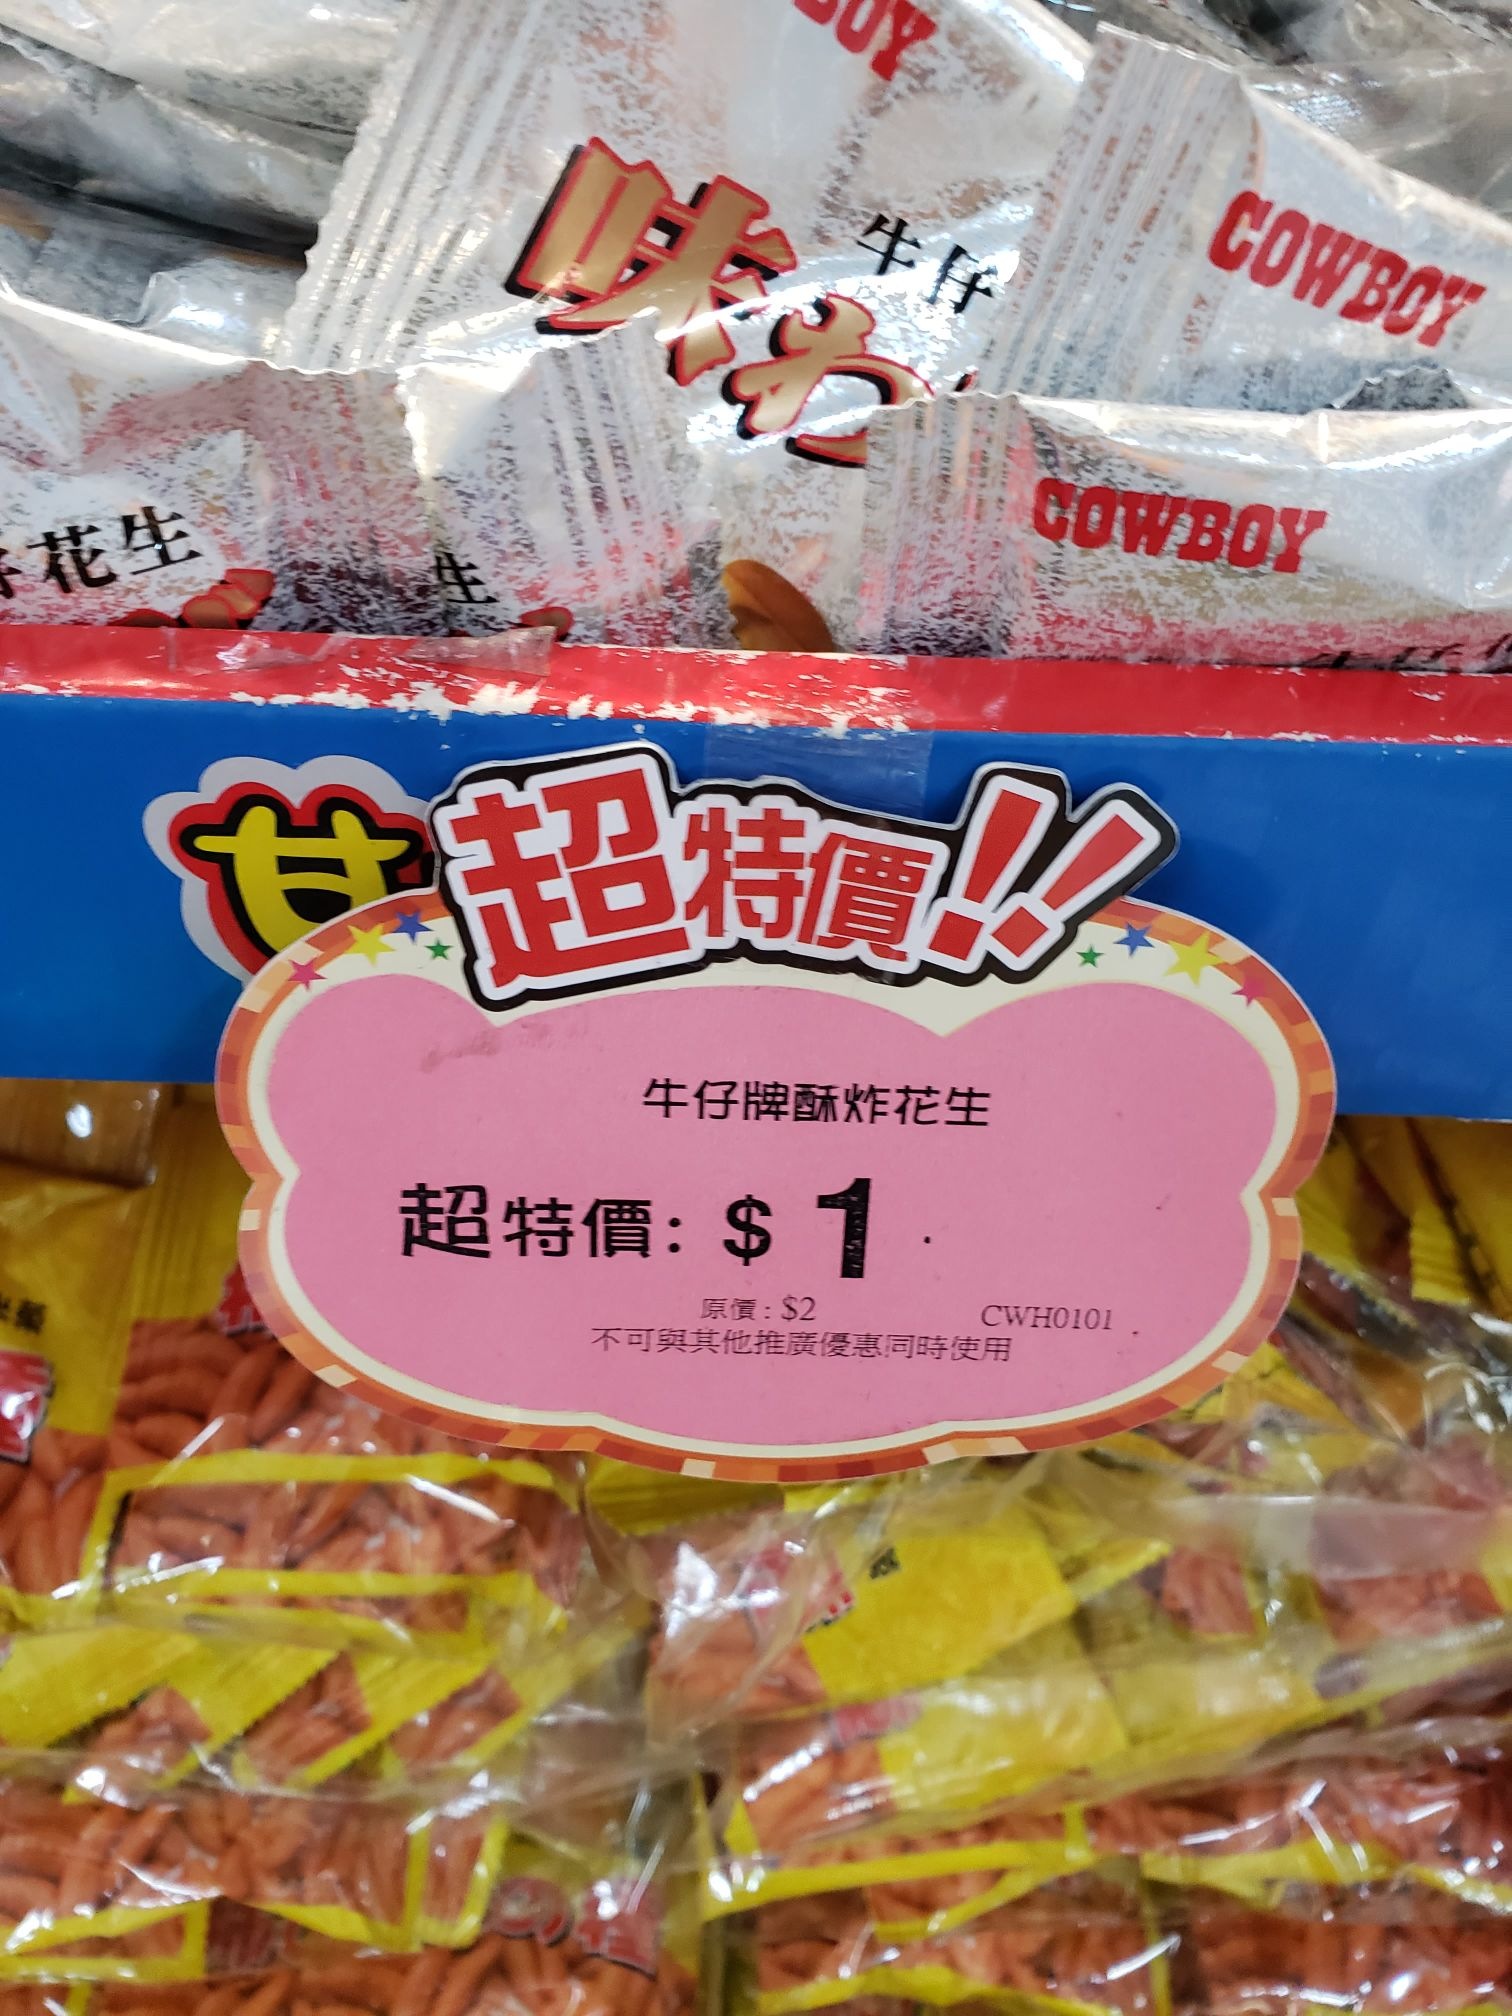 味わ
牛仔
COWBOY
COWBOY
花生
生
甘
超特價!!
牛仔牌酥炸花生
超特價: $ 1
原價 : $2
CWH0101
不可與其他推廣優惠同時使用